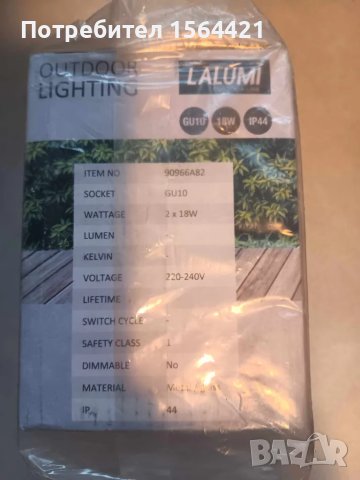 Потребител 1564421
OUTDOOR LALUMI
LIGHTING
GU10 18W IP44
ITEM NO 90966A82
SOCKET GU10
WATTAGE 2 x 18W
LUMEN
KELVIN -
VOLTAGE 220-240V
LIFETIME
SWITCH CYCLE -
SAFETY CLASS 1
DIMMABLE No
MATERIAL
IP 44
BAZAR